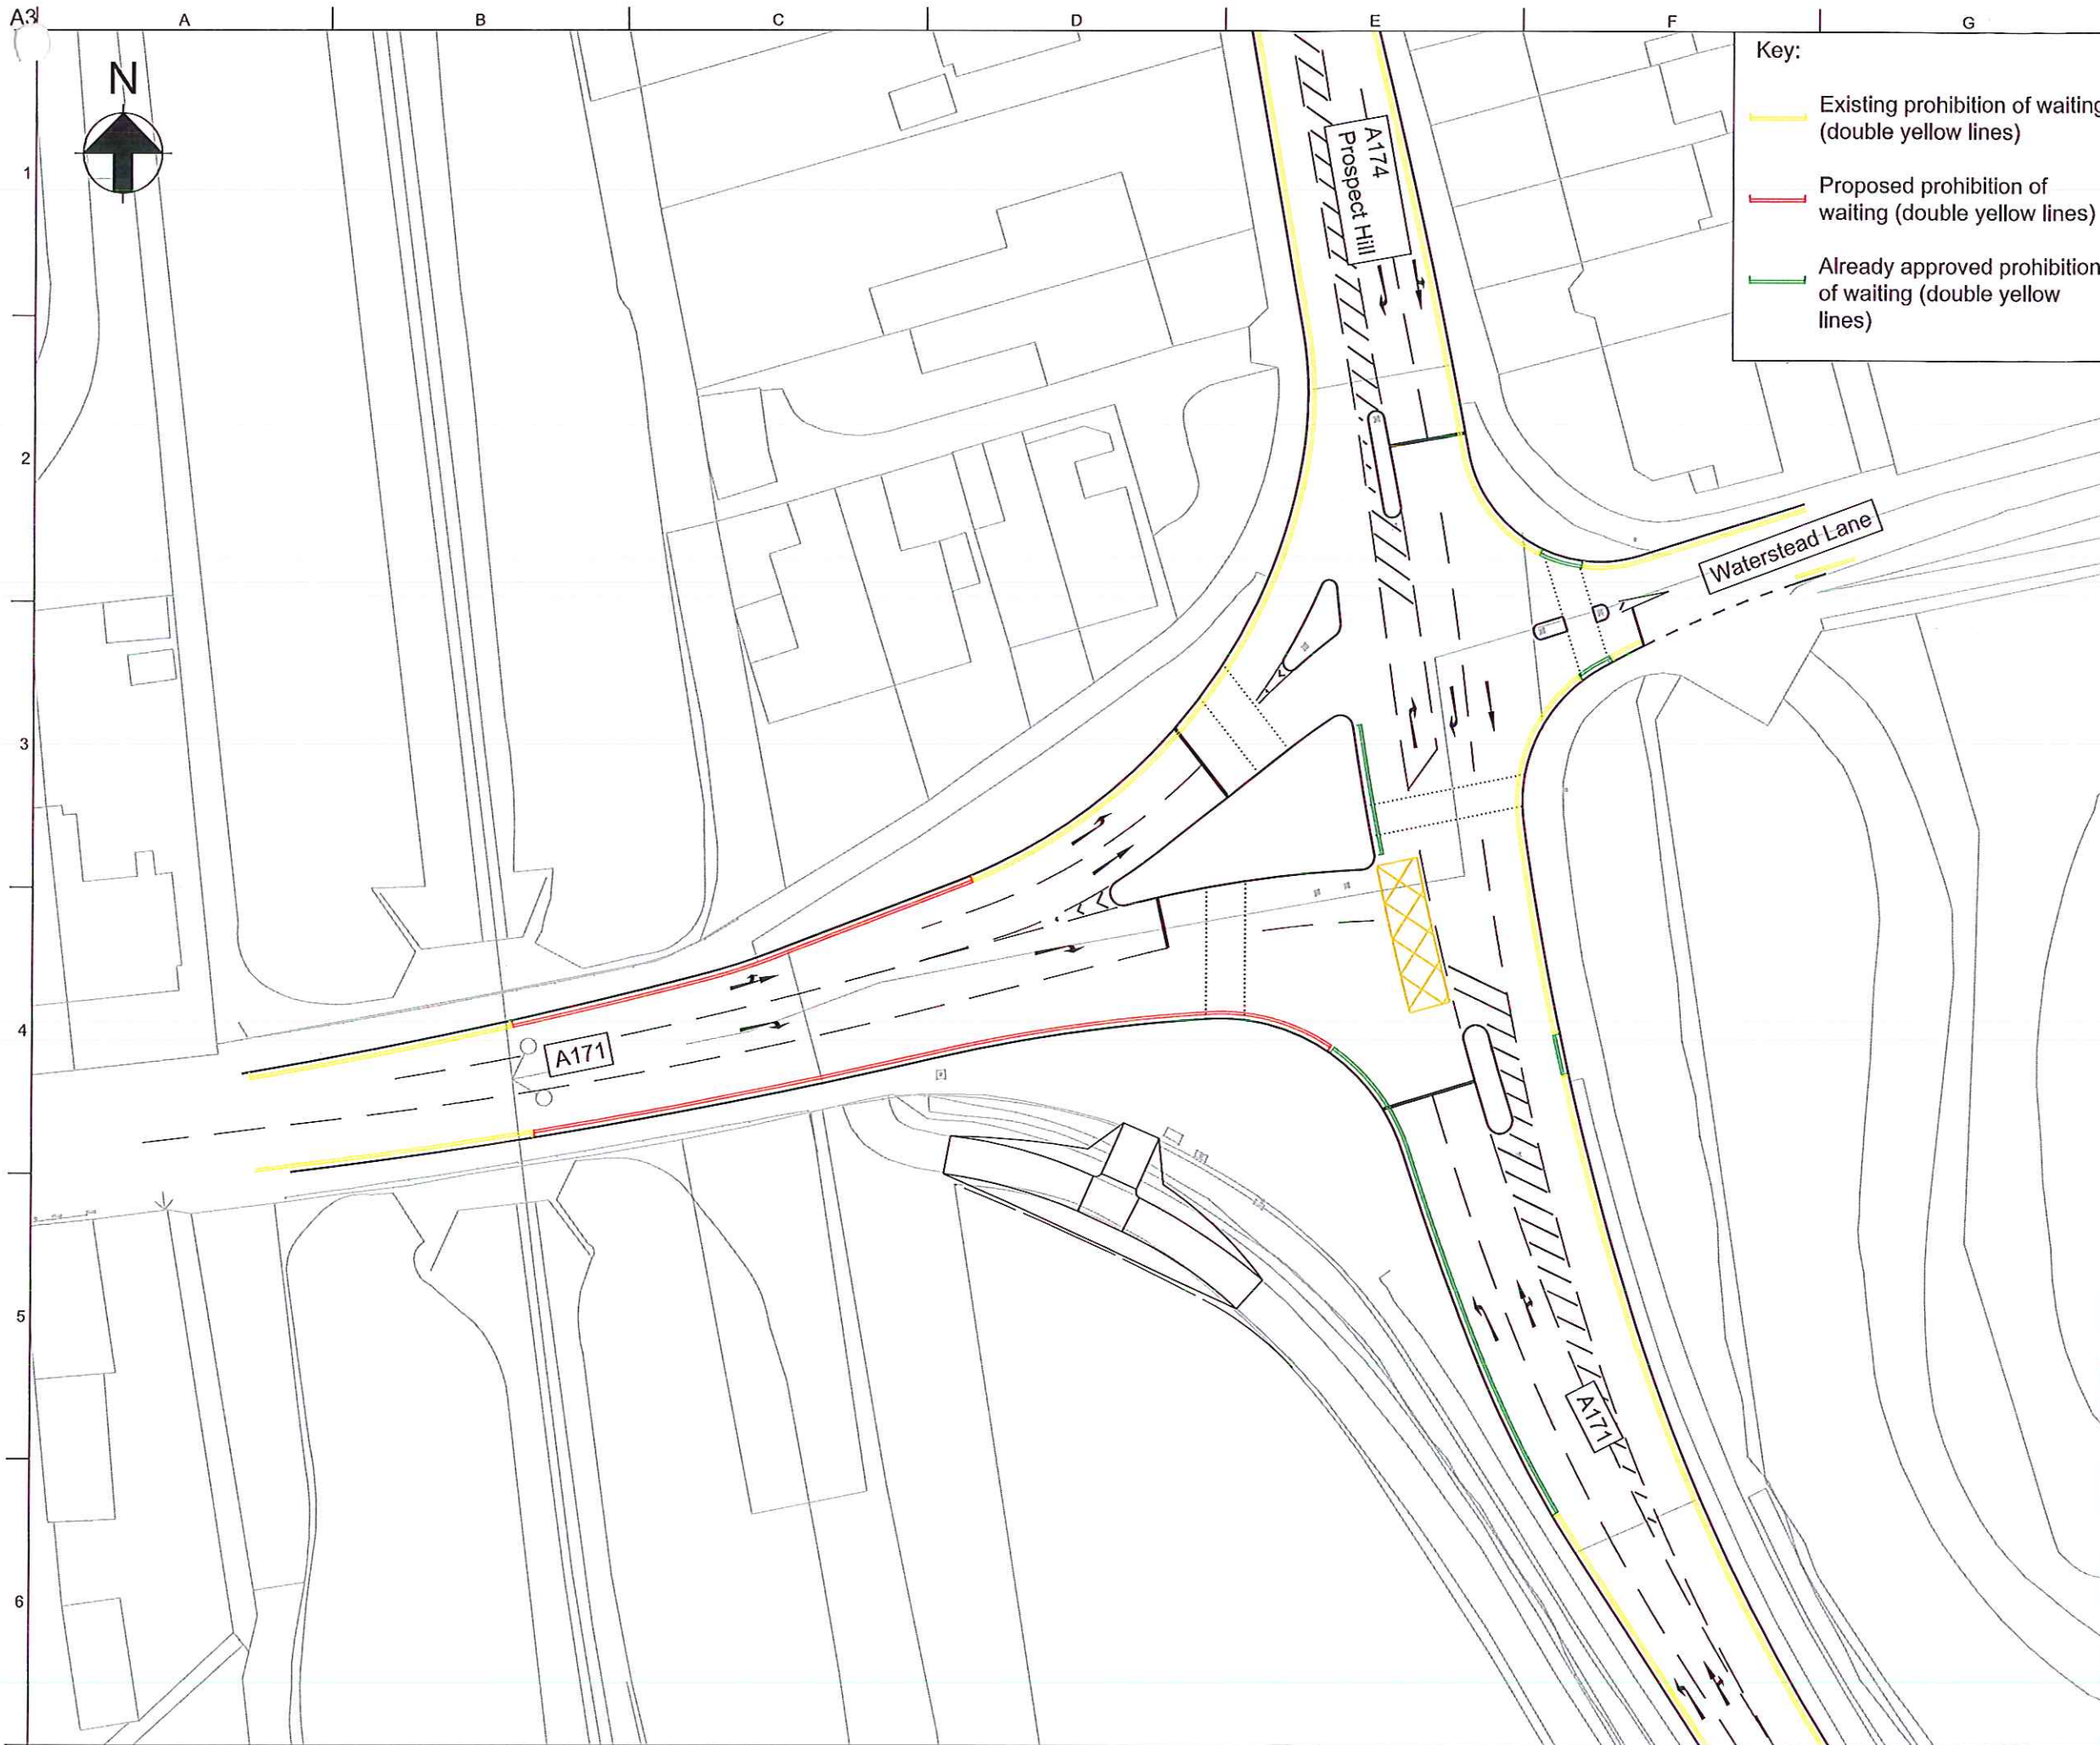 A3
A
B
C
D
E
F
G
N
Key:
Existing prohibition of waiting
(double yellow lines)
Proposed prohibition of
waiting (double yellow lines)
Already approved prohibition
of waiting (double yellow
lines)
1
A174
Prospect Hill
2
Waterstead Lane
3
4
A171
5
A171
6